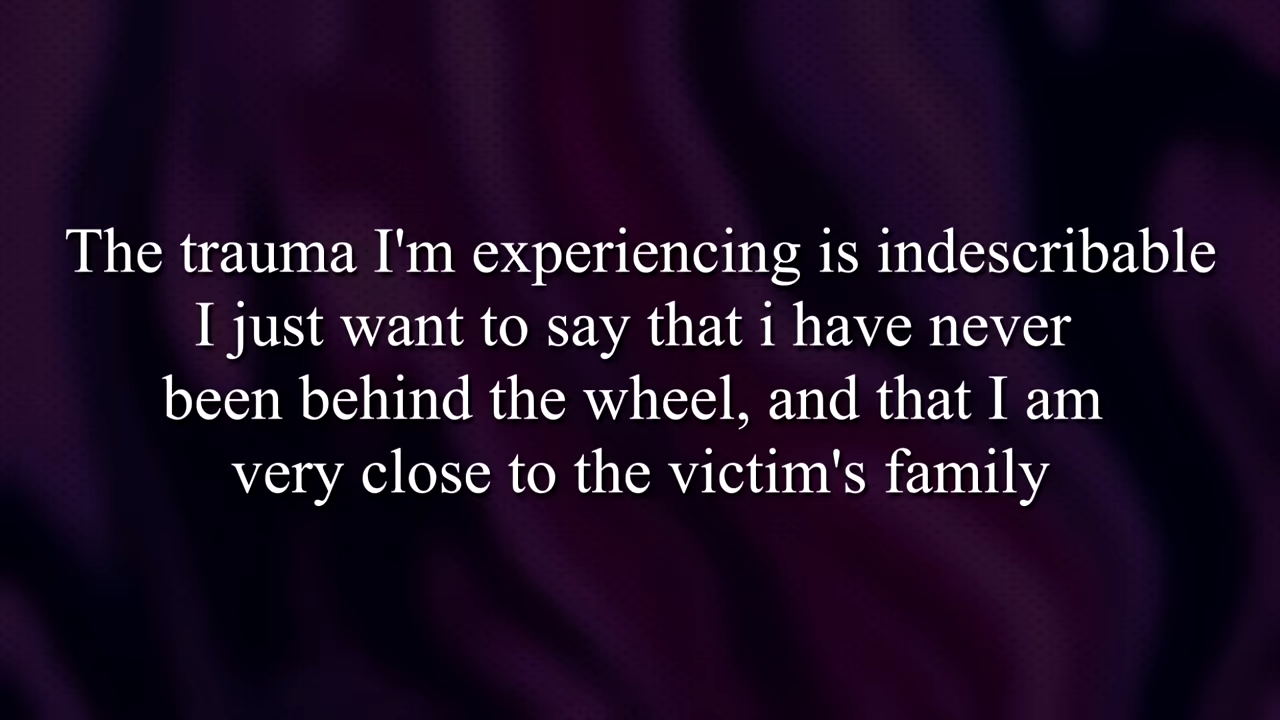 The trauma I'm experiencing is indescribable
I just want to say that i have never
been behind the wheel, and that I am
very close to the victim's family